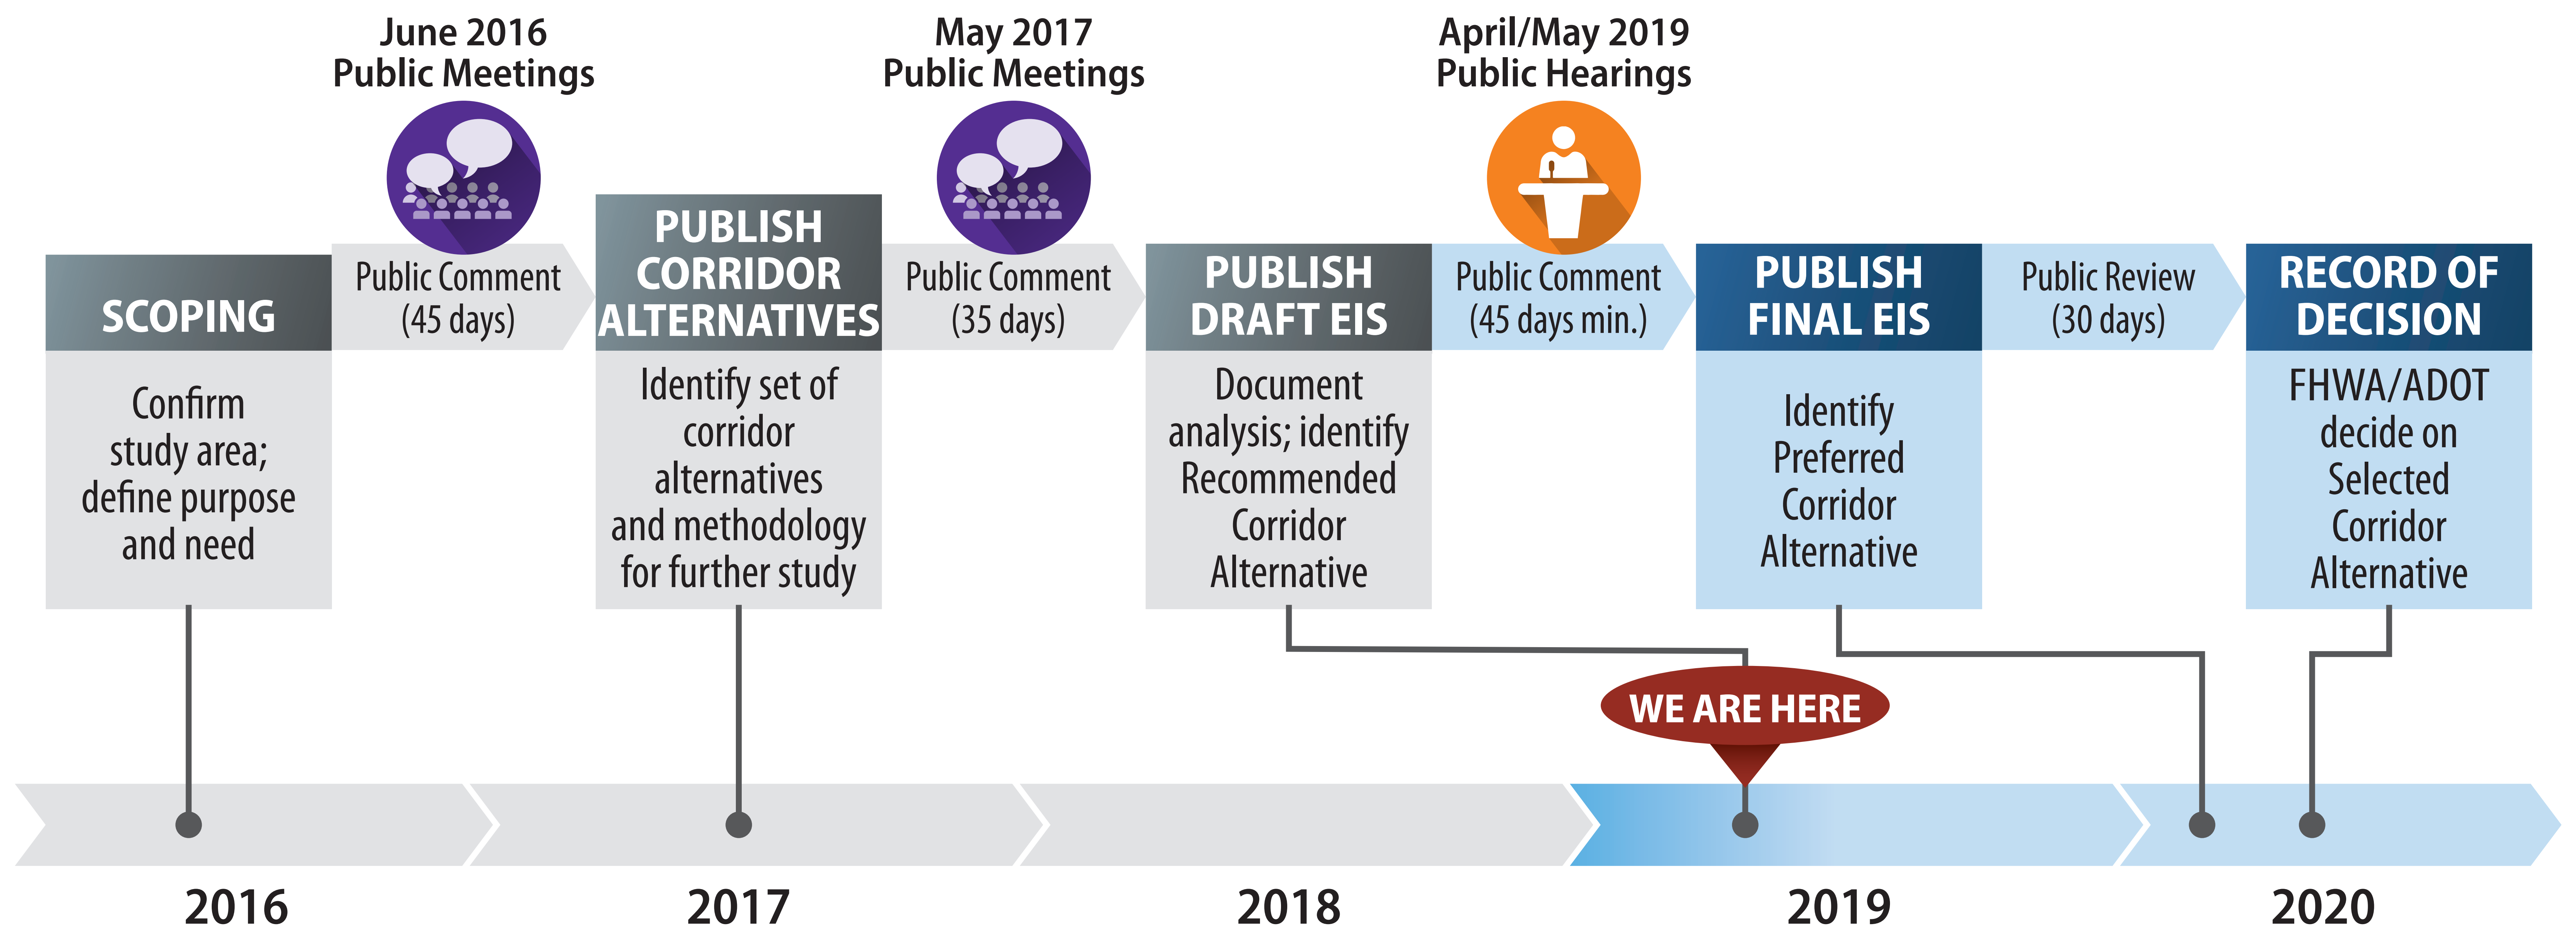 June 2016
Public Meetings
May 2017
Public Meetings
April/May 2019
Public Hearings
SCOPING
Confirm
study area;
define purpose
and need
Public Comment
(45 days)
PUBLISH
CORRIDOR
ALTERNATIVES
Identify set of
corridor
alternatives
and methodology
for further study
Public Comment
(35 days)
PUBLISH
DRAFT EIS
Document
analysis; identify
Recommended
Corridor
Alternative
Public Comment
(45 days min.)
PUBLISH
FINAL EIS
Identify
Preferred
Corridor
Alternative
Public Review
(30 days)
RECORD OF
DECISION
FHWA/ADOT
decide on
Selected
Corridor
Alternative
WE ARE HERE
2016
2017
2018
2019
2020